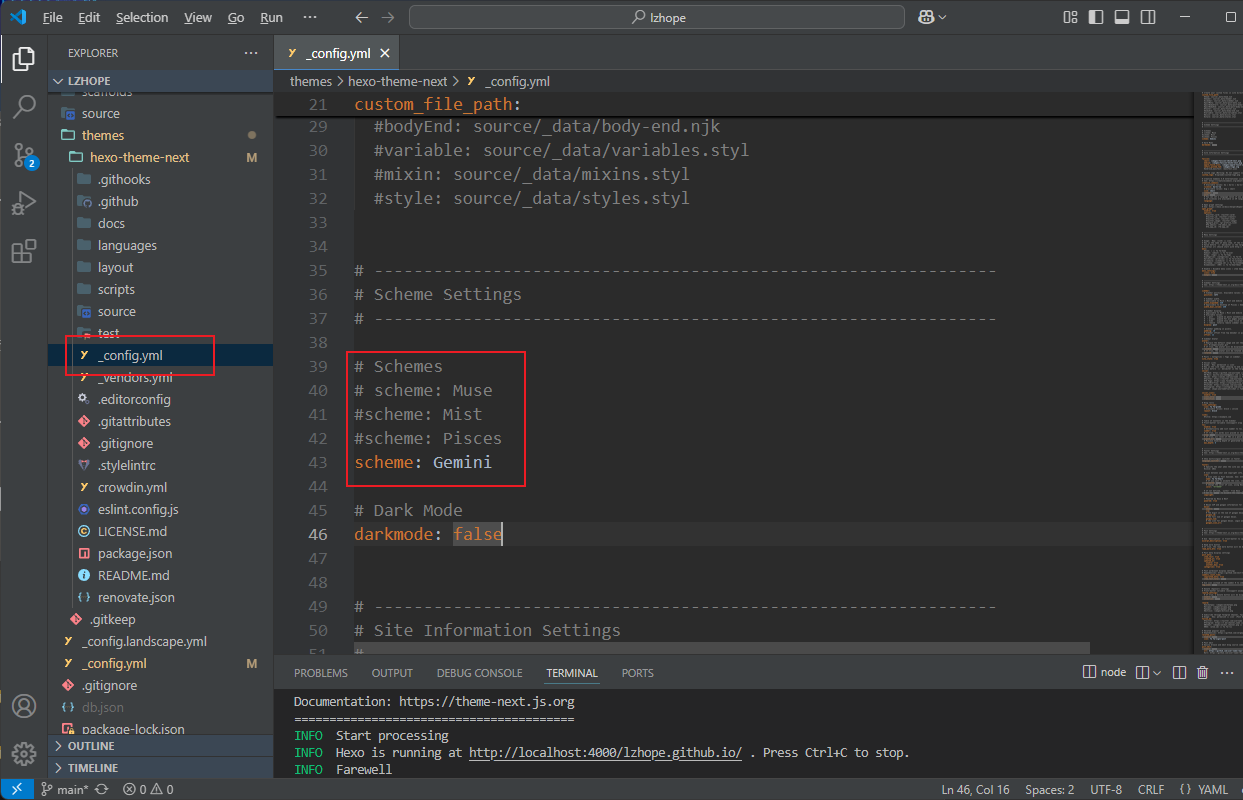 File Edit Selection View Go Run ··· lzhope
EXPLORER ···
LZHOPE
scaffolds
source
themes
hexo-theme-next M
.githooks
.github
docs
languages
layout
scripts
source
test
_config.yml
_vendors.yml
.editorconfig
.gitattributes
.gitignore
.stylelintrc
crowdin.yml
eslint.config.js
LICENSE.md
package.json
README.md
renovate.json
.gitkeep
_config.landscape.yml
_config.yml M
.gitignore
db.json
package-lock.json
OUTLINE
TIMELINE
2
_config.yml
themes > hexo-theme-next > _config.yml
21 custom_file_path:
29 #bodyEnd: source/_data/body-end.njk
30 #variable: source/_data/variables.styl
31 #mixin: source/_data/mixins.styl
32 #style: source/_data/styles.styl
33
34
35 # ---------------------------------------------------------------
36 # Scheme Settings
37 # ---------------------------------------------------------------
38
39 # Schemes
40 # scheme: Muse
41 #scheme: Mist
42 #scheme: Pisces
43 scheme: Gemini
44
45 # Dark Mode
46 darkmode: false
47
48
49 # ---------------------------------------------------------------
50 # Site Information Settings
51 #
PROBLEMS OUTPUT DEBUG CONSOLE TERMINAL PORTS node ···
Documentation: https://theme-next.js.org
========================================
INFO Start processing
INFO Hexo is running at http://localhost:4000/lzhope.github.io/ . Press Ctrl+C to stop.
INFO Farewell
main* 0 0 Ln 46, Col 16 Spaces: 2 UTF-8 CRLF {} YAML